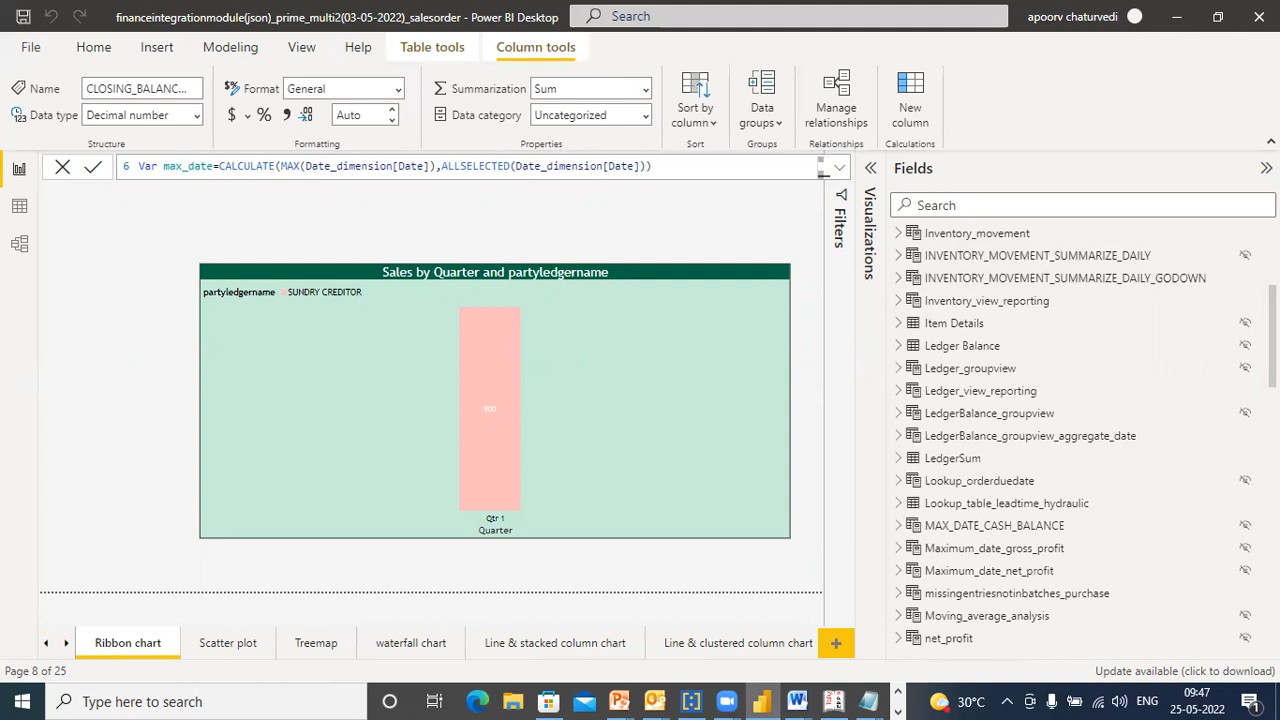 financeintegrationmodule(json)_prime_multi2(03-05-2022)_salesorder - Power BI Desktop
Search
apoorv chaturvedi
File Home Insert Modeling View Help Table tools Column tools
Name CLOSING_BALANC...
Format General
Summarization Sum
Data type Decimal number
$ % Auto
Data category Uncategorized
Sort by column
Data groups
Manage relationships
New column
Structure Formatting Properties Sort Groups Relationships Calculations
6 Var max_date=CALCULATE(MAX(Date_dimension[Date]),ALLSELECTED(Date_dimension[Date]))
Filters
Visualizations
Fields
Search
Inventory_movement
INVENTORY_MOVEMENT_SUMMARIZE_DAILY
INVENTORY_MOVEMENT_SUMMARIZE_DAILY_GODOWN
Inventory_view_reporting
Item Details
Ledger Balance
Ledger_groupview
Ledger_view_reporting
LedgerBalance_groupview
LedgerBalance_groupview_aggregate_date
LedgerSum
Lookup_orderduedate
Lookup_table_leadtime_hydraulic
MAX_DATE_CASH_BALANCE
Maximum_date_gross_profit
Maximum_date_net_profit
missingentriesnotinbatches_purchase
Moving_average_analysis
net_profit
Sales by Quarter and partyledgername
partyledgername SUNDRY CREDITOR
900
Qtr 1
Quarter
Ribbon chart Scatter plot Treemap waterfall chart Line & stacked column chart Line & clustered column chart
Page 8 of 25
Update available (click to download)
Type here to search
30°C
ENG
09:47
25-05-2022
1